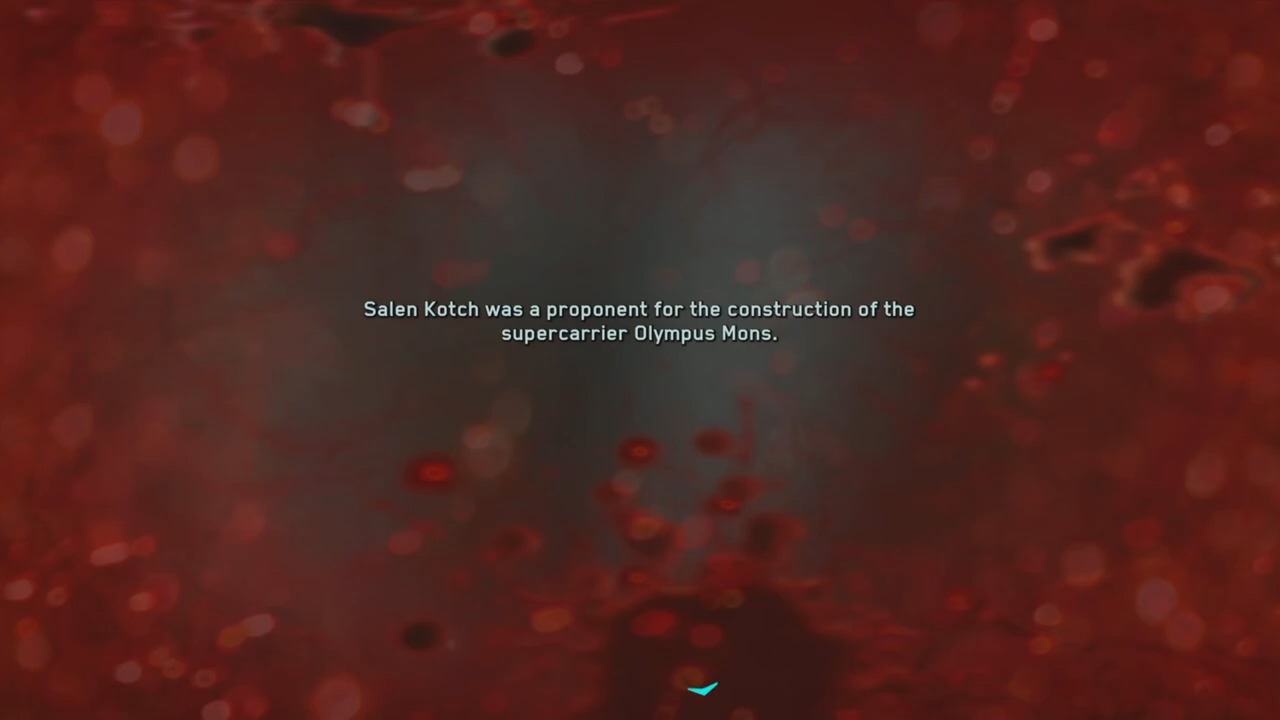 Salen Kotch was a proponent for the construction of the
supercarrier Olympus Mons.